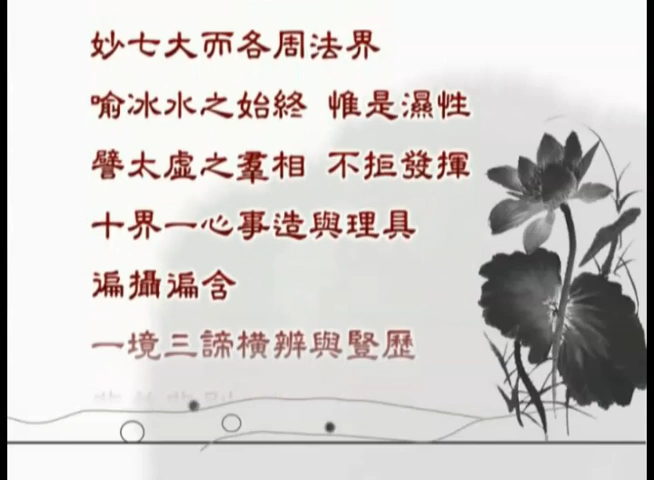 妙七大而各周法界
喻冰水之始終 惟是濕性
譬太虛之羣相 不拒發揮
十界一心事造與理具
遍攝遍含
一境三諦橫辨與豎歷